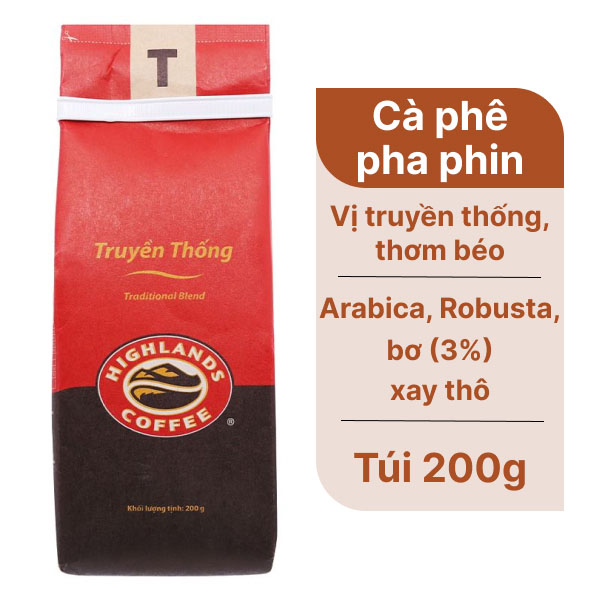 T
Truyền Thống
Traditional Blend
HIGHLANDS
COFFEE
®
Khối lượng tịnh: 200 g
Cà phê
pha phin
Vị truyền thống,
thơm béo
Arabica, Robusta,
bơ (3%)
xay thô
Túi 200g